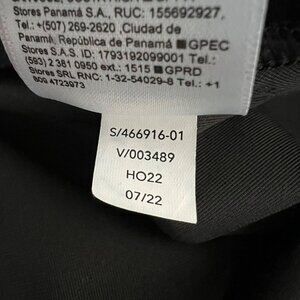 Stores Panamá S.A., RUC: 155692927,
Tel.: +(507) 269-2620 ,Ciudad de
Panamá, República de Panamá ■GPEC
S.A. ID: 1793192099001 Tel.: +
(593) 2 381 0950 ext.: 1515 ■GPRD
Stores SRL RNC: 1-32-54029-8 Tel.: +1
809 4723973
S/466916-01
V/003489
HO22
07/22